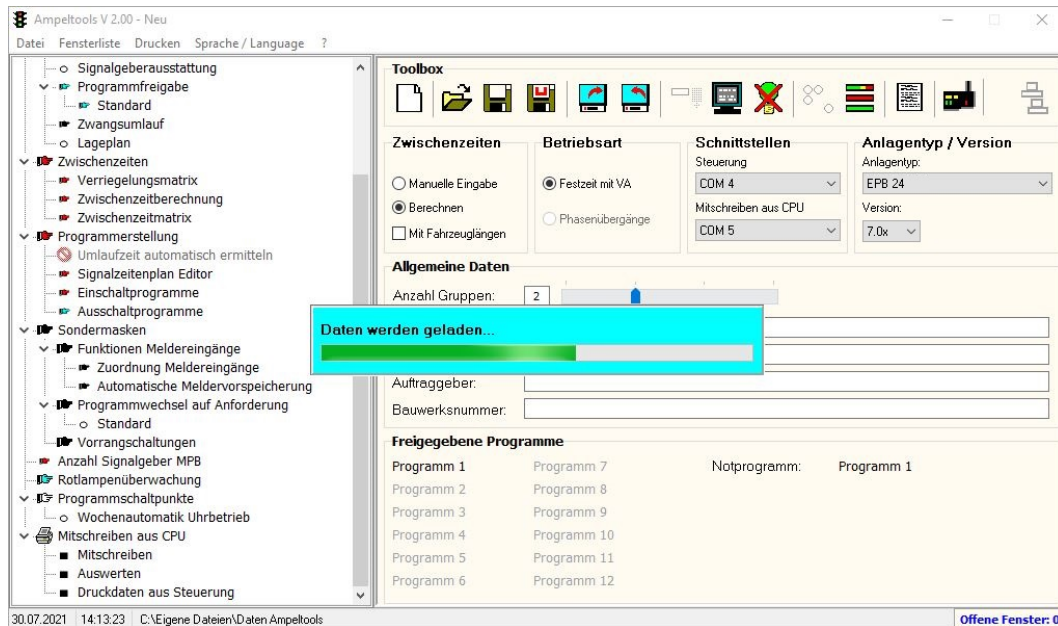 Ampeltools V 2.00 - Neu
Datei Fensterliste Drucken Sprache / Language ?
Signalgeberausstattung
Programmfreigabe
Standard
Zwangsumlauf
Lageplan
Zwischenzeiten
Verriegelungsmatrix
Zwischenzeitberechnung
Zwischenzeitmatrix
Programmerstellung
Umlaufzeit automatisch ermitteln
Signalzeitenplan Editor
Einschaltprogramme
Ausschaltprogramme
Sondermasken
Funktionen Meldereingänge
Zuordnung Meldereingänge
Automatische Meldervorspeicherung
Programmwechsel auf Anforderung
Standard
Vorrangschaltungen
Anzahl Signalgeber MPB
Rotlampenüberwachung
Programmschaltpunkte
Wochenautomatik Uhrbetrieb
Mitschreiben aus CPU
Mitschreiben
Auswerten
Druckdaten aus Steuerung
Toolbox
Zwischenzeiten
Manuelle Eingabe
Berechnen
Mit Fahrzeuglängen
Betriebsart
Festzeit mit VA
Phasenübergänge
Schnittstellen
Steuerung
COM 4
Mitschreiben aus CPU
COM 5
Anlagentyp / Version
Anlagentyp:
EPB 24
Version:
7.0x
Allgemeine Daten
Anzahl Gruppen: 2
Daten werden geladen...
Auftraggeber:
Bauwerksnummer:
Freigegebene Programme
Programm 1 Programm 7 Notprogramm: Programm 1
Programm 2 Programm 8
Programm 3 Programm 9
Programm 4 Programm 10
Programm 5 Programm 11
Programm 6 Programm 12
30.07.2021 14:13:23 C:\Eigene Dateien\Daten Ampeltools Offene Fenster: 0